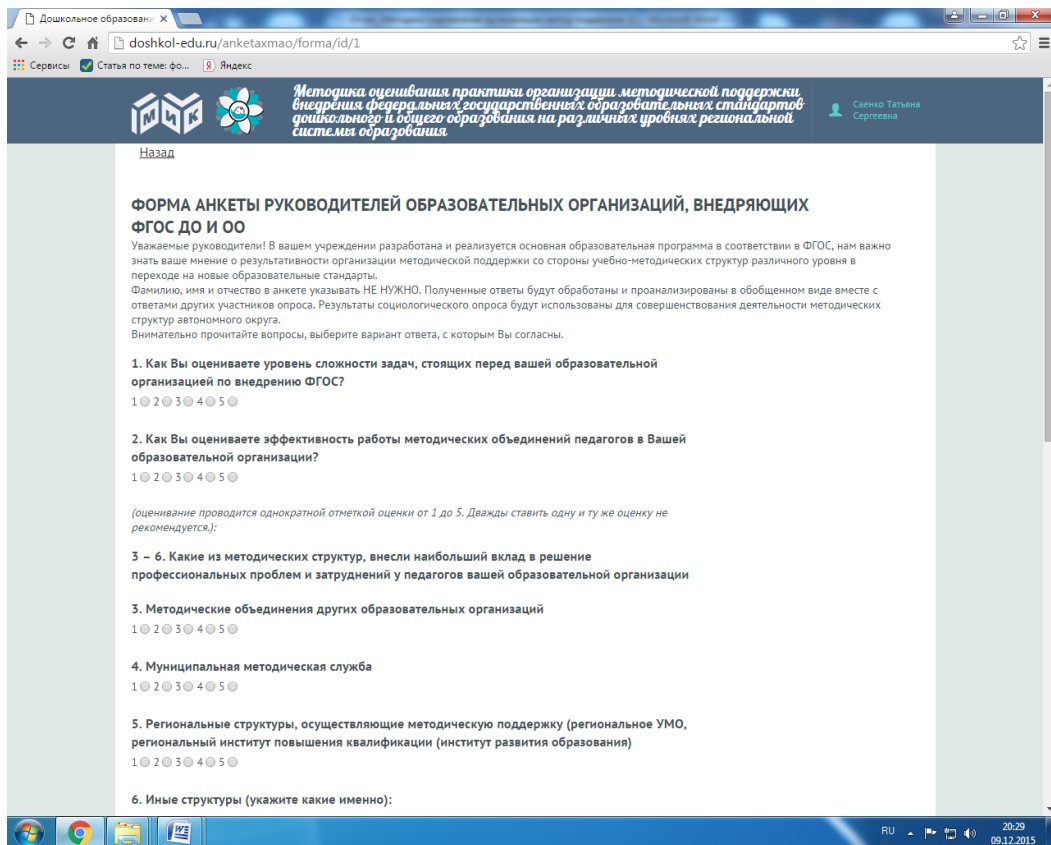 Дошкольное образовани
doshkol-edu.ru/anketaxmao/forma/id/1
Сервисы Статья по теме: фо... Яндекс
МИК
Методика оценивания практики организации методической поддержки
внедрения федеральных государственных образовательных стандартов
дошкольного и общего образования на различных уровнях региональной
системы образования
Саенко Татьяна
Сергеевна
Назад
ФОРМА АНКЕТЫ РУКОВОДИТЕЛЕЙ ОБРАЗОВАТЕЛЬНЫХ ОРГАНИЗАЦИЙ, ВНЕДРЯЮЩИХ
ФГОС ДО И ОО
Уважаемые руководители! В вашем учреждении разработана и реализуется основная образовательная программа в соответствии в ФГОС, нам важно
знать ваше мнение о результативности организации методической поддержки со стороны учебно-методических структур различного уровня в
переходе на новые образовательные стандарты.
Фамилию, имя и отчество в анкете указывать НЕ НУЖНО. Полученные ответы будут обработаны и проанализированы в обобщенном виде вместе с
ответами других участников опроса. Результаты социологического опроса будут использованы для совершенствования деятельности методических
структур автономного округа.
Внимательно прочитайте вопросы, выберите вариант ответа, с которым Вы согласны.
1. Как Вы оцениваете уровень сложности задач, стоящих перед вашей образовательной
организацией по внедрению ФГОС?
1 2 3 4 5
2. Как Вы оцениваете эффективность работы методических объединений педагогов в Вашей
образовательной организации?
1 2 3 4 5
(оценивание проводится однократной отметкой оценки от 1 до 5. Дважды ставить одну и ту же оценку не
рекомендуется.):
3 – 6. Какие из методических структур, внесли наибольший вклад в решение
профессиональных проблем и затруднений у педагогов вашей образовательной организации
3. Методические объединения других образовательных организаций
1 2 3 4 5
4. Муниципальная методическая служба
1 2 3 4 5
5. Региональные структуры, осуществляющие методическую поддержку (региональное УМО,
региональный институт повышения квалификации (институт развития образования)
1 2 3 4 5
6. Иные структуры (укажите какие именно):
RU
20:29
09.12.2015